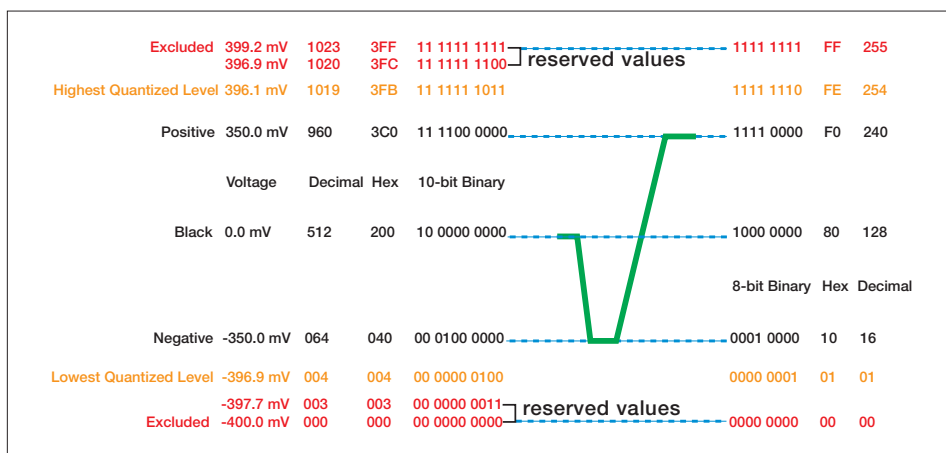 Excluded 399.2 mV 1023 3FF 11 1111 1111 1111 1111 FF 255
396.9 mV 1020 3FC 11 1111 1100 reserved values
Highest Quantized Level 396.1 mV 1019 3FB 11 1111 1011 1111 1110 FE 254
Positive 350.0 mV 960 3C0 11 1100 0000 1111 0000 F0 240
Voltage Decimal Hex 10-bit Binary
Black 0.0 mV 512 200 10 0000 0000 1000 0000 80 128
8-bit Binary Hex Decimal
Negative -350.0 mV 064 040 00 0100 0000 0001 0000 10 16
Lowest Quantized Level -396.9 mV 004 004 00 0000 0100 0000 0001 01 01
-397.7 mV 003 003 00 0000 0011 reserved values
Excluded -400.0 mV 000 000 00 0000 0000 0000 0000 00 00